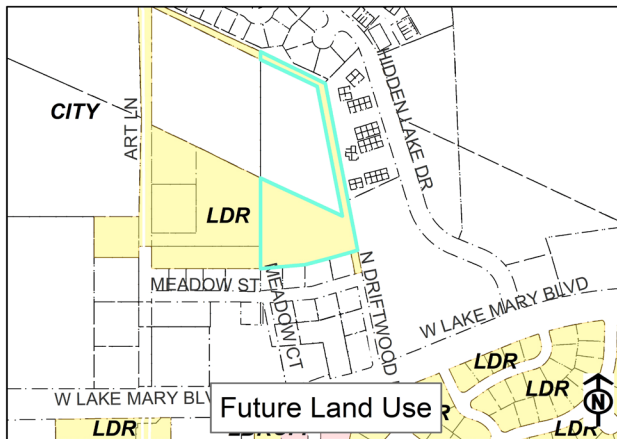 CITY
ART LN
HIDDEN LAKE DR
LDR
MEADOW ST
MEADOW CT
N DRIFTWOOD
W LAKE MARY BLVD
LDR
LDR
W LAKE MARY BLV
Future Land Use
N
LDR
LDR